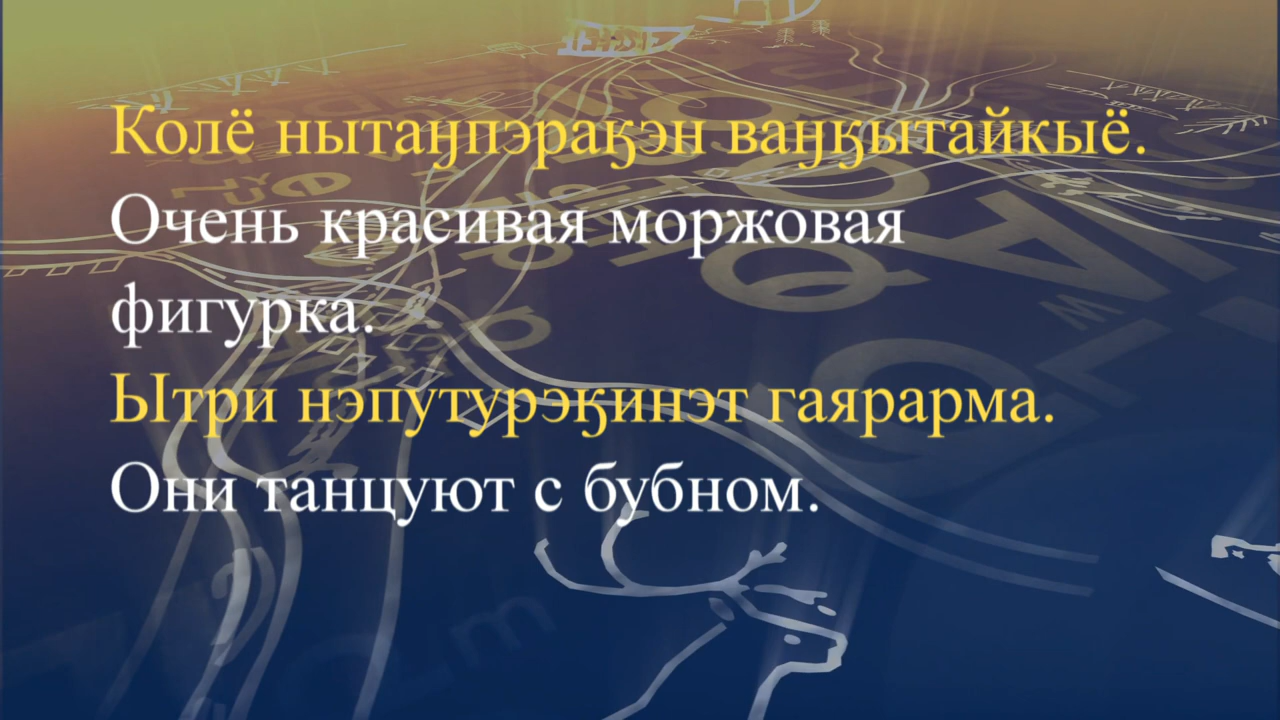 Колё нытаӈпэраӄэн ваӈӄытайкыё.
Очень красивая моржовая
фигурка.
Ытри нэпутурэӄинэт гаярарма.
Они танцуют с бубном.